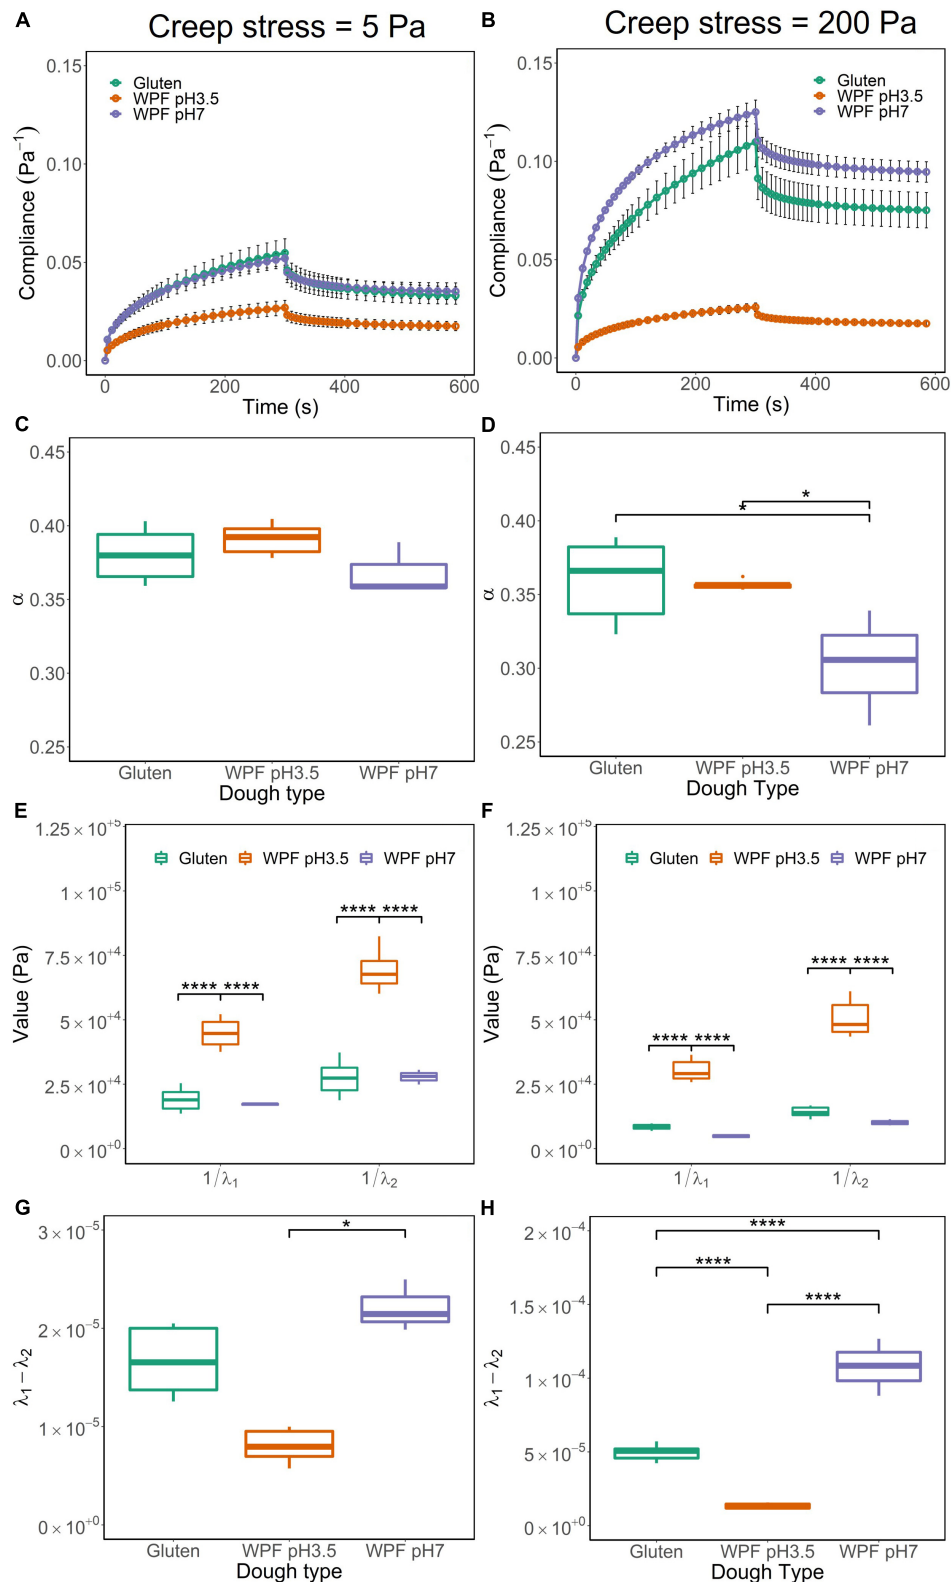 A
Creep stress = 5 Pa
B
Creep stress = 200 Pa
0.15
0.10
0.05
0.00
Compliance (Pa⁻¹)
Gluten
WPF pH3.5
WPF pH7
0
200
400
600
Time (s)
0.15
0.10
0.05
0.00
Compliance (Pa⁻¹)
Gluten
WPF pH3.5
WPF pH7
0
200
400
600
Time (s)
C
0.45
0.40
0.35
0.30
0.25
α
Gluten
WPF pH3.5
WPF pH7
Dough type
D
0.45
0.40
0.35
0.30
0.25
α
*
*
Gluten
WPF pH3.5
WPF pH7
Dough Type
E
1.25 × 10⁺⁵
1 × 10⁺⁵
7.5 × 10⁺⁴
5 × 10⁺⁴
2.5 × 10⁺⁴
0 × 10⁺⁰
Value (Pa)
Gluten
WPF pH3.5
WPF pH7
**** ****
**** ****
1/λ₁
1/λ₂
F
1.25 × 10⁺⁵
1 × 10⁺⁵
7.5 × 10⁺⁴
5 × 10⁺⁴
2.5 × 10⁺⁴
0 × 10⁺⁰
Value (Pa)
Gluten
WPF pH3.5
WPF pH7
**** ****
**** ****
1/λ₁
1/λ₂
G
3 × 10⁻⁵
2 × 10⁻⁵
1 × 10⁻⁵
0 × 10⁺⁰
λ₁ − λ₂
*
Gluten
WPF pH3.5
WPF pH7
Dough type
H
2 × 10⁻⁴
1.5 × 10⁻⁴
1 × 10⁻⁴
5 × 10⁻⁵
0 × 10⁺⁰
λ₁ − λ₂
****
****
****
Gluten
WPF pH3.5
WPF pH7
Dough Type